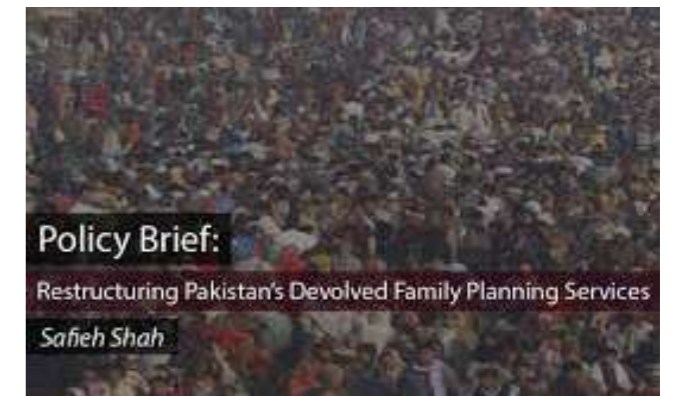 Policy Brief:
Restructuring Pakistan's Devolved Family Planning Services
Safieh Shah